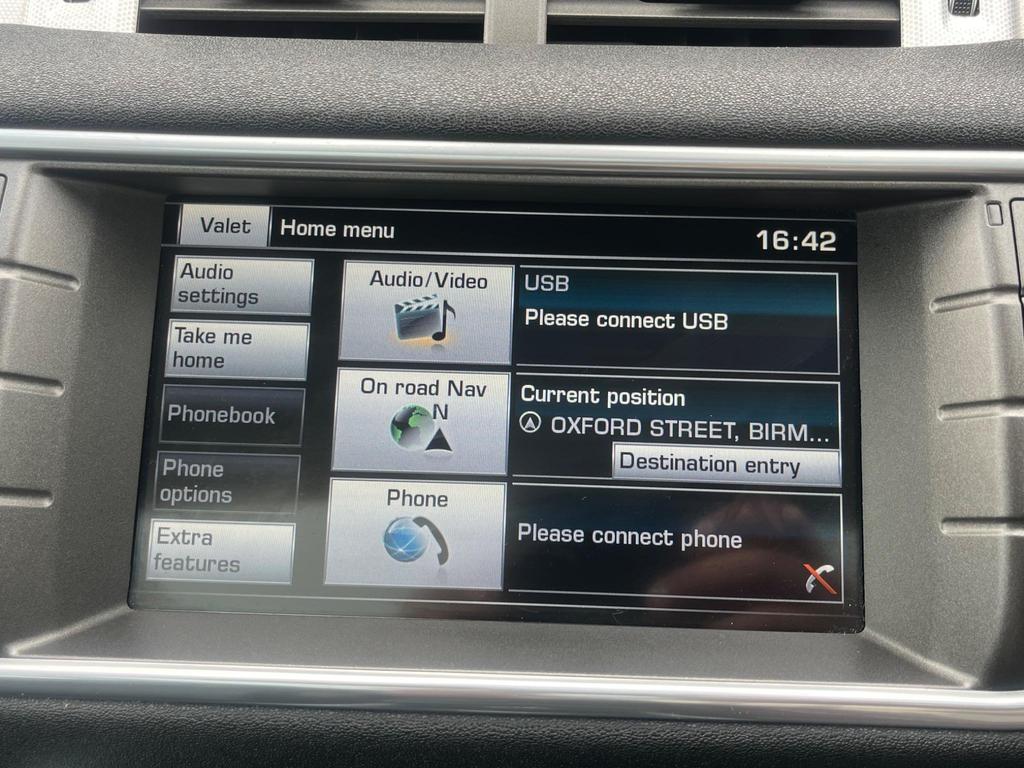 Valet
Home menu
16:42
Audio
settings
Take me
home
Phonebook
Phone
options
Extra
features
Audio/Video
On road Nav
N
Phone
USB
Please connect USB
Current position
OXFORD STREET, BIRM...
Destination entry
Please connect phone